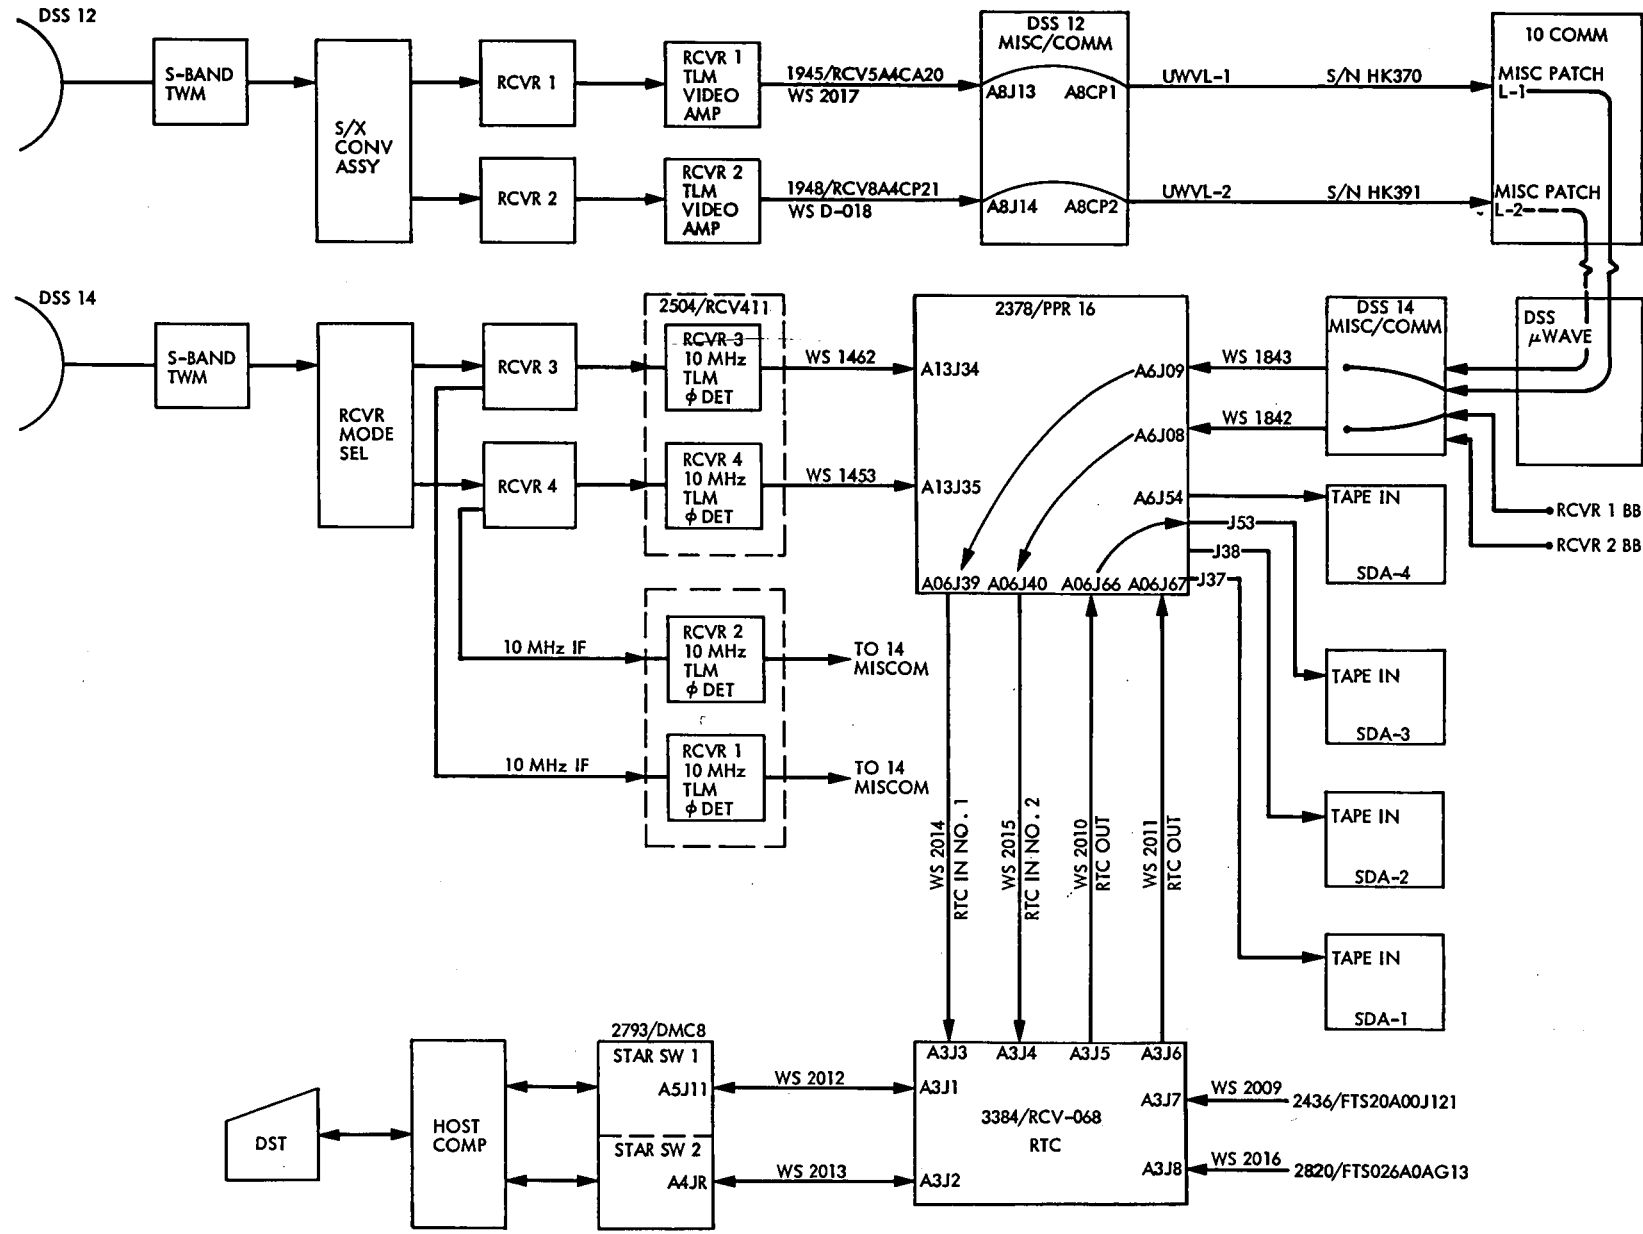 DSS 12
S-BAND
TWM
S/X
CONV
ASSY
RCVR 1
RCVR 2
RCVR 1
TLM
VIDEO
AMP
RCVR 2
TLM
VIDEO
AMP
1945/RCV5A4CA20
WS 2017
1948/RCV8A4CP21
WS D-018
DSS 12
MISC/COMM
A8J13 A8CP1
A8J14 A8CP2
UWVL-1 S/N HK370
UWVL-2 S/N HK391
10 COMM
MISC PATCH
L-1
MISC PATCH
L-2
DSS 14
S-BAND
TWM
RCVR
MODE
SEL
RCVR 3
RCVR 4
2504/RCV411
RCVR 3
10 MHz
TLM
ϕ DET
RCVR 4
10 MHz
TLM
ϕ DET
WS 1462
WS 1453
2378/PPR 16
A13J34
A13J35
A6J09
A6J08
A6J54
J53
J38
J37
A06J39 A06J40 A06J66 A06J67
WS 1843
WS 1842
DSS 14
MISC/COMM
DSS
μWAVE
RCVR 1 BB
RCVR 2 BB
TAPE IN
SDA-4
TAPE IN
SDA-3
TAPE IN
SDA-2
TAPE IN
SDA-1
10 MHz IF
RCVR 2
10 MHz
TLM
ϕ DET
TO 14
MISCOM
10 MHz IF
RCVR 1
10 MHz
TLM
ϕ DET
TO 14
MISCOM
WS 2014
RTC IN NO. 1
WS 2015
RTC IN NO. 2
WS 2010
RTC OUT
WS 2011
RTC OUT
DST
HOST
COMP
2793/DMC8
STAR SW 1
A5J11
STAR SW 2
A4JR
WS 2012
WS 2013
A3J3 A3J4 A3J5 A3J6
A3J1
A3J2
3384/RCV-068
RTC
A3J7
A3J8
WS 2009
2436/FTS20A00J121
WS 2016
2820/FTS026A0AG13